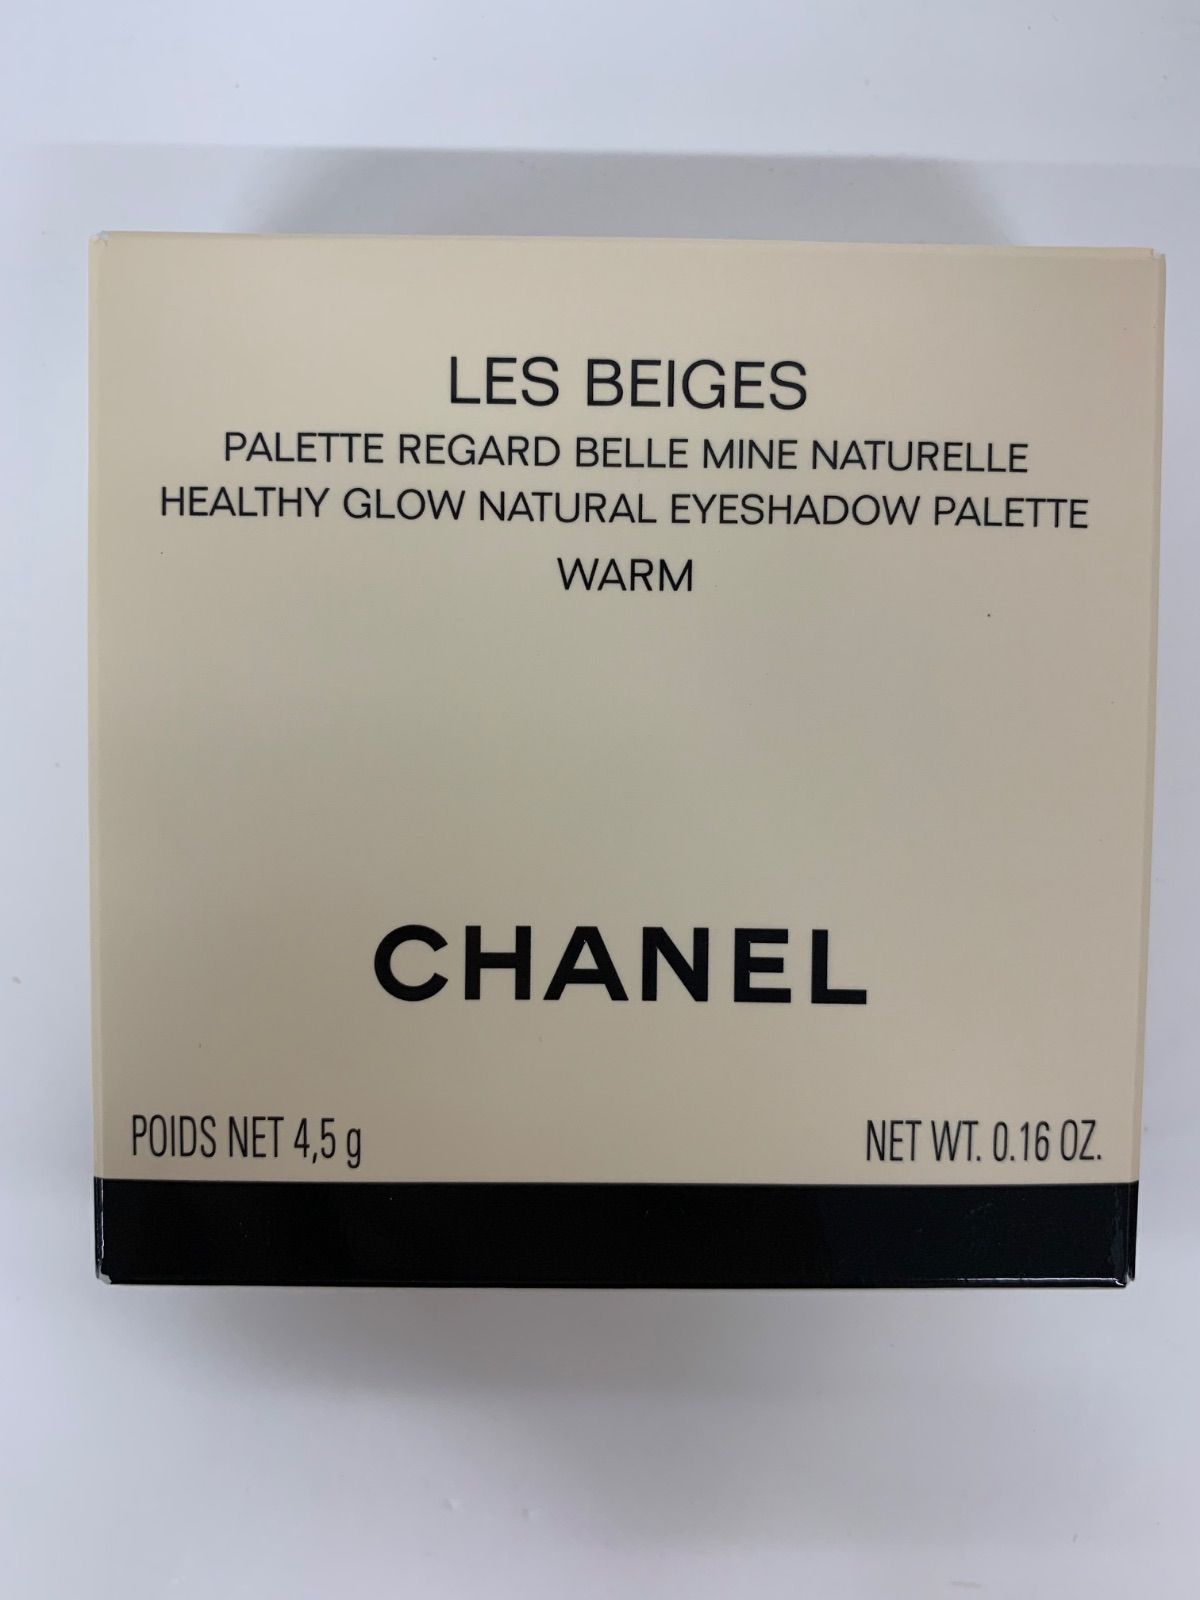 LES BEIGES
PALETTE REGARD BELLE MINE NATURELLE
HEALTHY GLOW NATURAL EYESHADOW PALETTE
WARM
CHANEL
POIDS NET 4,5 g NET WT. 0.16 OZ.